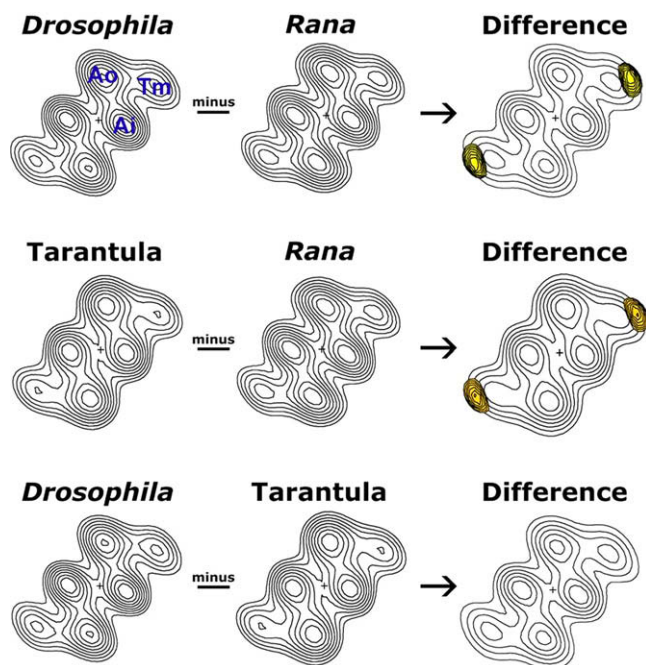 Drosophila Rana Difference
Ao Tm
Ai
minus
Tarantula Rana Difference
minus
Drosophila Tarantula Difference
minus